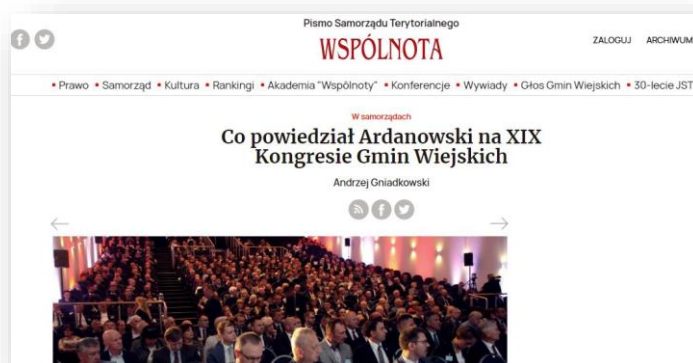 Pismo Samorządu Terytorialnego
WSPÓLNOTA
ZALOGUJ ARCHIWUM
• Prawo • Samorząd • Kultura • Rankingi • Akademia "Wspólnoty" • Konferencje • Wywiady • Głos Gmin Wiejskich • 30-lecie JST
W samorządach
Co powiedział Ardanowski na XIX
Kongresie Gmin Wiejskich
Andrzej Gniadkowski